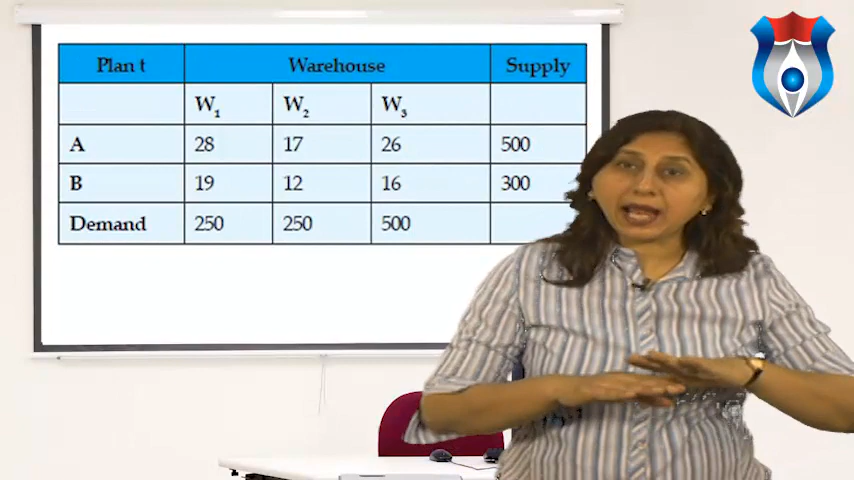 Plan t Warehouse Supply
W1 W2 W3
A 28 17 26 500
B 19 12 16 300
Demand 250 250 500